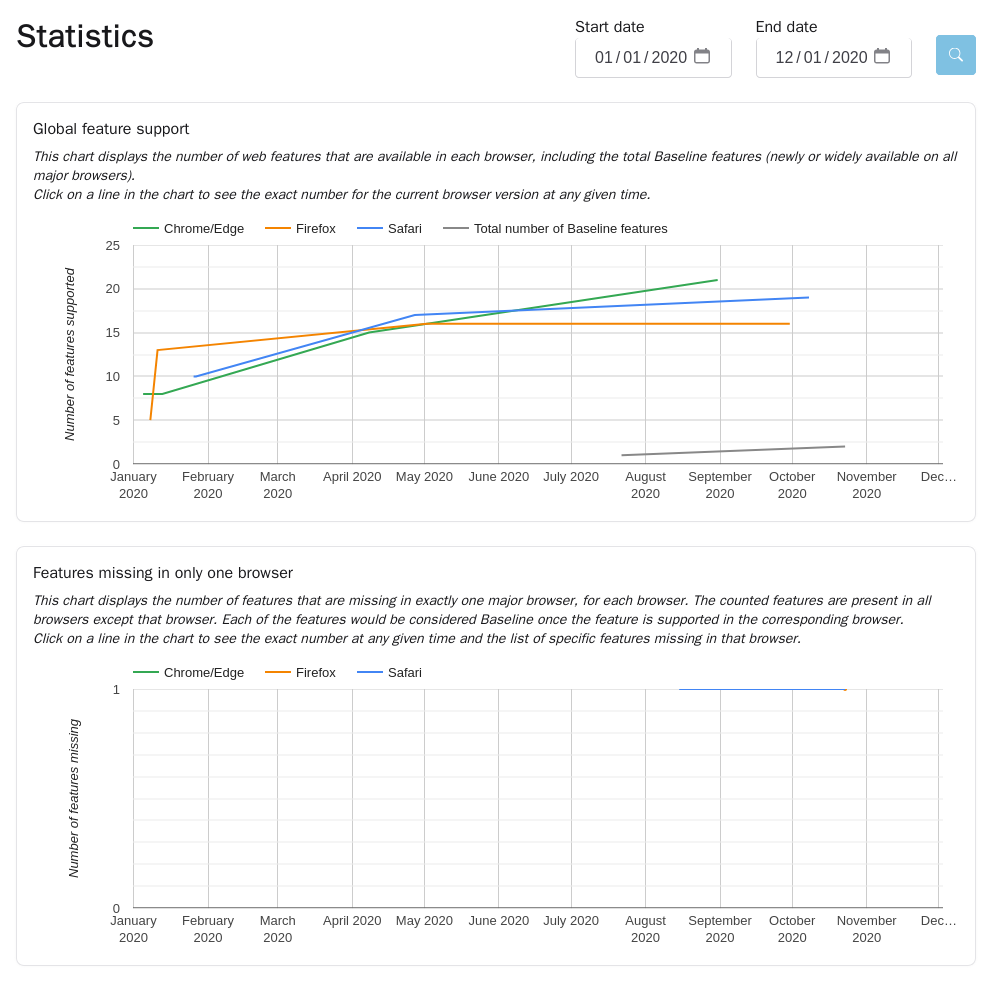 Statistics
Start date
End date
01/01/2020
12/01/2020
Global feature support
This chart displays the number of web features that are available in each browser, including the total Baseline features (newly or widely available on all
major browsers).
Click on a line in the chart to see the exact number for the current browser version at any given time.
Chrome/Edge
Firefox
Safari
Total number of Baseline features
Number of features supported
25
20
15
10
5
0
January 2020
February 2020
March 2020
April 2020
May 2020
June 2020
July 2020
August 2020
September 2020
October 2020
November 2020
Dec…
Features missing in only one browser
This chart displays the number of features that are missing in exactly one major browser, for each browser. The counted features are present in all
browsers except that browser. Each of the features would be considered Baseline once the feature is supported in the corresponding browser.
Click on a line in the chart to see the exact number at any given time and the list of specific features missing in that browser.
Chrome/Edge
Firefox
Safari
Number of features missing
1
0
January 2020
February 2020
March 2020
April 2020
May 2020
June 2020
July 2020
August 2020
September 2020
October 2020
November 2020
Dec…